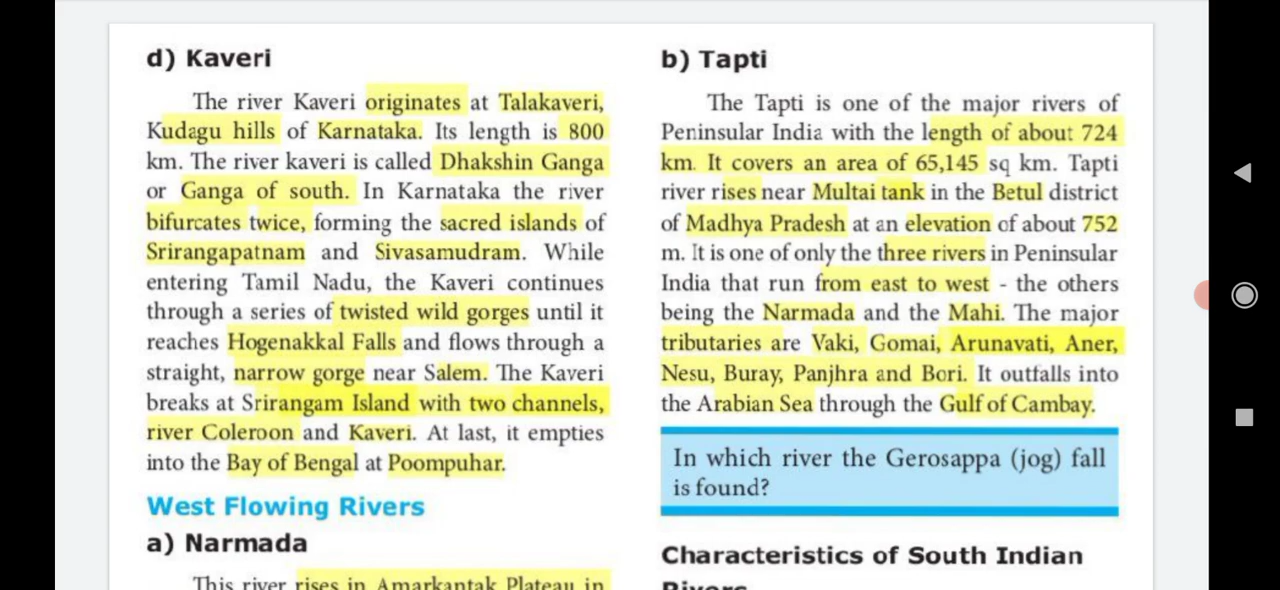 d) Kaveri
The river Kaveri originates at Talakaveri,
Kudagu hills of Karnataka. Its length is 800
km. The river kaveri is called Dhakshin Ganga
or Ganga of south. In Karnataka the river
bifurcates twice, forming the sacred islands of
Srirangapatnam and Sivasamudram. While
entering Tamil Nadu, the Kaveri continues
through a series of twisted wild gorges until it
reaches Hogenakkal Falls and flows through a
straight, narrow gorge near Salem. The Kaveri
breaks at Srirangam Island with two channels,
river Coleroon and Kaveri. At last, it empties
into the Bay of Bengal at Poompuhar.
West Flowing Rivers
a) Narmada
This river rises in Amarkantak Plateau in
b) Tapti
The Tapti is one of the major rivers of
Peninsular India with the length of about 724
km. It covers an area of 65,145 sq km. Tapti
river rises near Multai tank in the Betul district
of Madhya Pradesh at an elevation of about 752
m. It is one of only the three rivers in Peninsular
India that run from east to west - the others
being the Narmada and the Mahi. The major
tributaries are Vaki, Gomai, Arunavati, Aner,
Nesu, Buray, Panjhra and Bori. It outfalls into
the Arabian Sea through the Gulf of Cambay.
In which river the Gerosappa (jog) fall
is found?
Characteristics of South Indian
Rivers